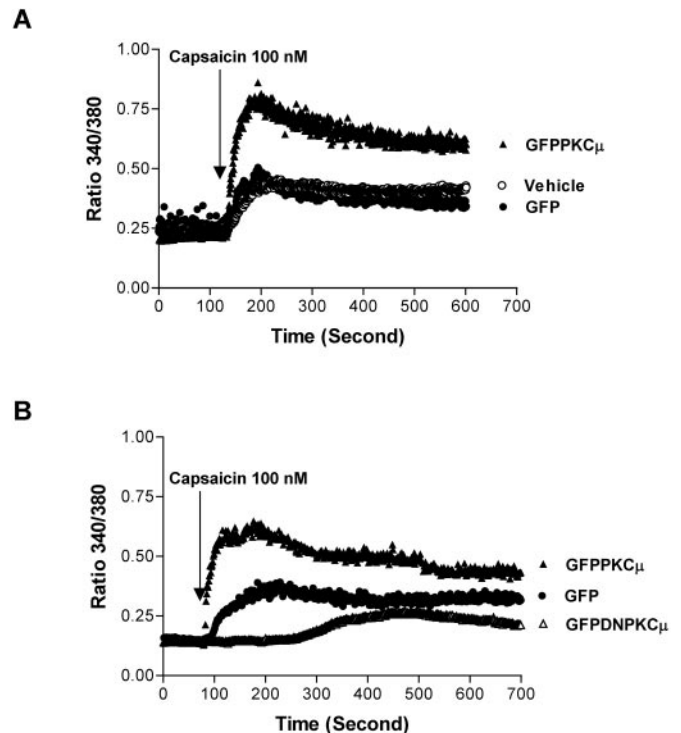 A
1.00
Capsaicin 100 nM
0.75
GFPPKCμ
0.50
Vehicle
GFP
0.25
0.00
Ratio 340/380
0 100 200 300 400 500 600 700
Time (Second)
B
1.00
Capsaicin 100 nM
0.75
0.50
GFPPKCμ
GFP
0.25
GFPDNPKCμ
0.00
Ratio 340/380
0 100 200 300 400 500 600 700
Time (Second)